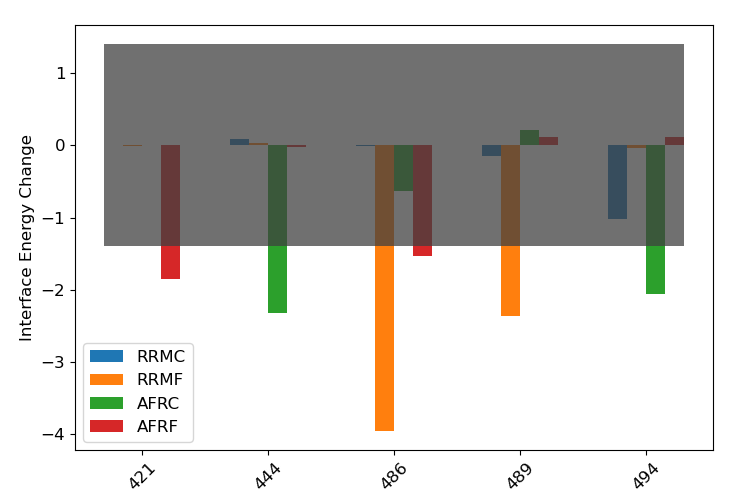 Interface Energy Change
1
0
−1
−2
−3
−4
RRMC
RRMF
AFRC
AFRF
421
444
486
489
494